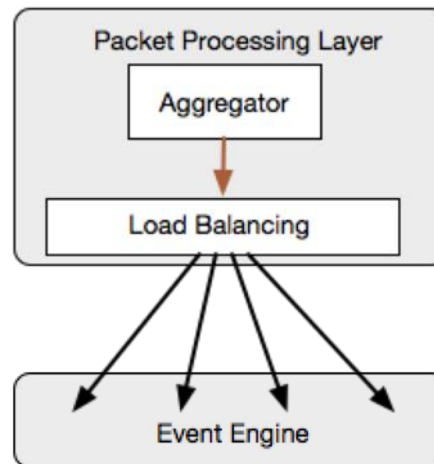 Packet Processing Layer
Aggregator
Load Balancing
Event Engine